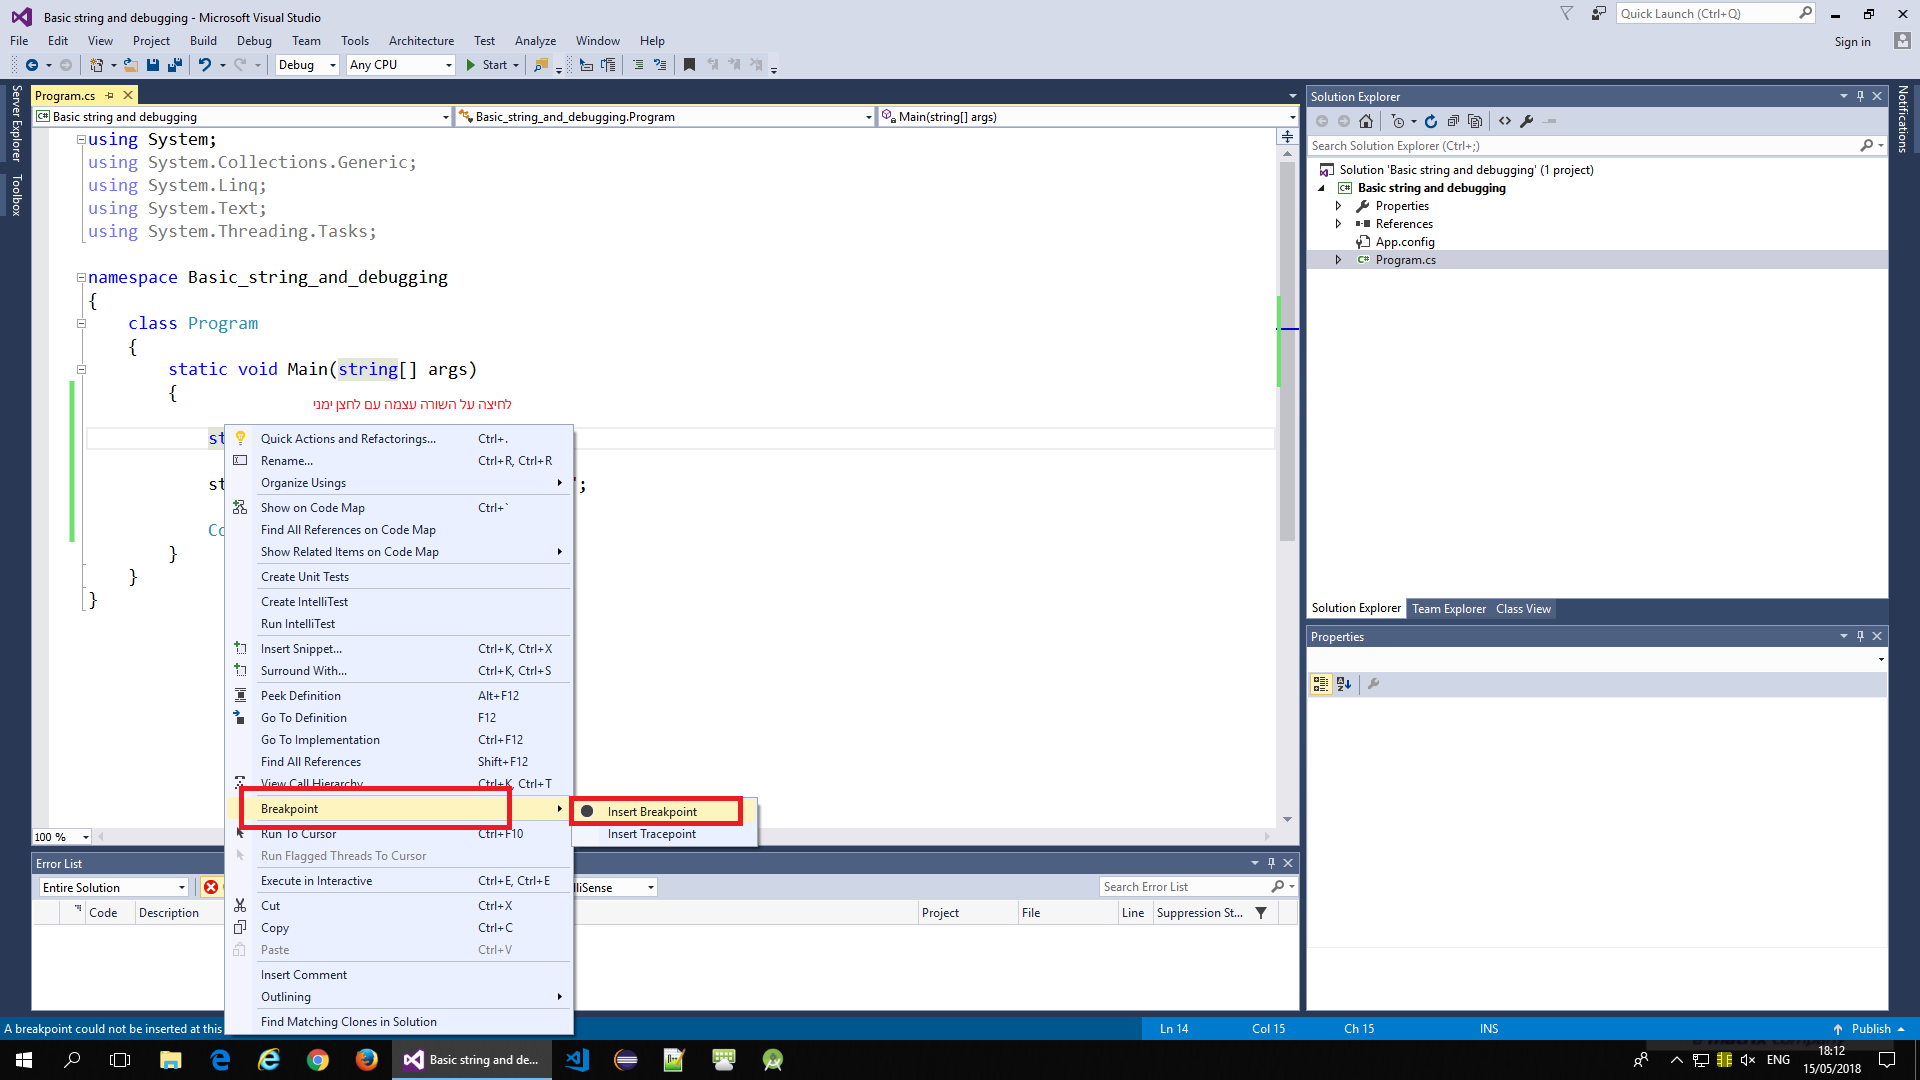 Basic string and debugging - Microsoft Visual Studio
Quick Launch (Ctrl+Q)
File Edit View Project Build Debug Team Tools Architecture Test Analyze Window Help
Sign in
Debug Any CPU Start
Server Explorer
Toolbox
Notifications
Program.cs
Basic string and debugging Basic_string_and_debugging.Program Main(string[] args)
using System;
using System.Collections.Generic;
using System.Linq;
using System.Text;
using System.Threading.Tasks;
namespace Basic_string_and_debugging
{
class Program
{
static void Main(string[] args)
{
לחיצה על השורה עצמה עם לחצן ימני
st
st ;
Co
}
}
}
Quick Actions and Refactorings... Ctrl+.
Rename... Ctrl+R, Ctrl+R
Organize Usings
Show on Code Map Ctrl+`
Find All References on Code Map
Show Related Items on Code Map
Create Unit Tests
Create IntelliTest
Run IntelliTest
Insert Snippet... Ctrl+K, Ctrl+X
Surround With... Ctrl+K, Ctrl+S
Peek Definition Alt+F12
Go To Definition F12
Go To Implementation Ctrl+F12
Find All References Shift+F12
View Call Hierarchy Ctrl+K, Ctrl+T
Breakpoint
Insert Breakpoint
Insert Tracepoint
Run To Cursor Ctrl+F10
Run Flagged Threads To Cursor
Execute in Interactive Ctrl+E, Ctrl+E
Cut Ctrl+X
Copy Ctrl+C
Paste Ctrl+V
Insert Comment
Outlining
Find Matching Clones in Solution
100 %
Error List
Entire Solution
lliSense
Search Error List
Code Description Project File Line Suppression St...
Solution Explorer
Search Solution Explorer (Ctrl+;)
Solution 'Basic string and debugging' (1 project)
Basic string and debugging
Properties
References
App.config
Program.cs
Solution Explorer Team Explorer Class View
Properties
A breakpoint could not be inserted at this
Ln 14 Col 15 Ch 15 INS Publish
Basic string and de...
ENG
18:12
15/05/2018